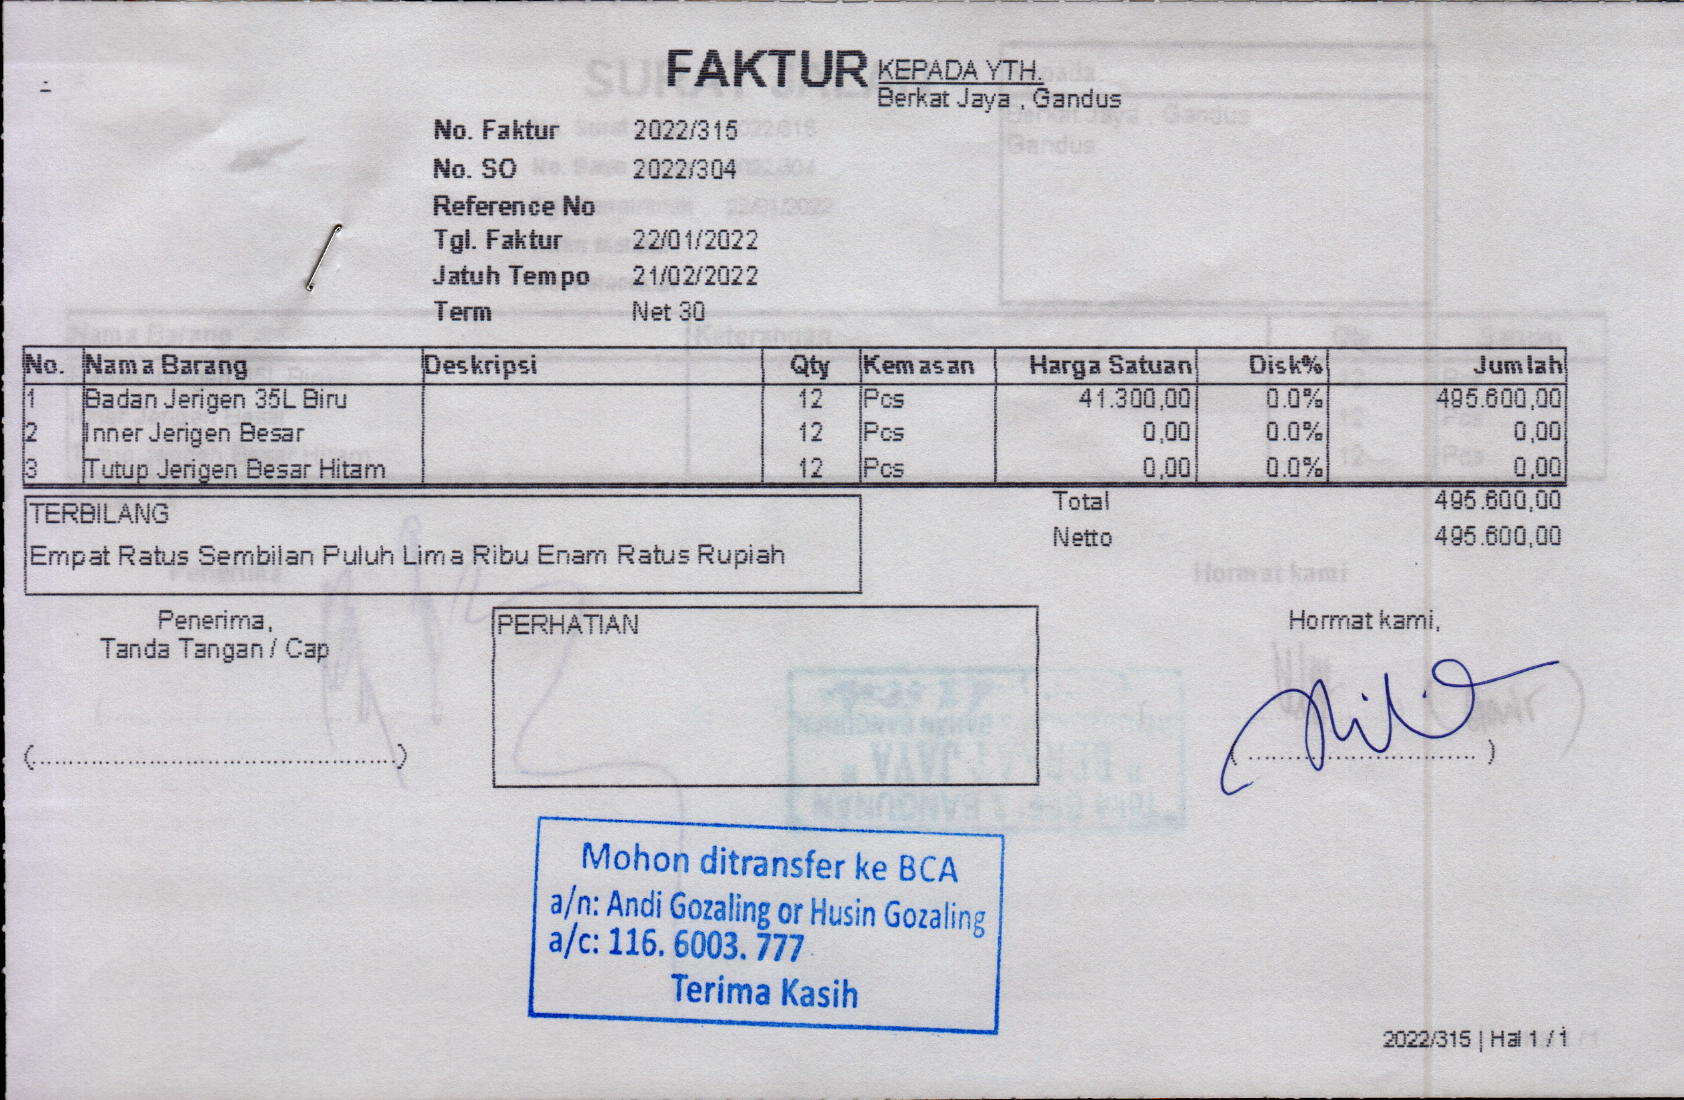 FAKTUR
KEPADA YTH.
Berkat Jaya , Gandus
No. Faktur 2022/315
No. SO 2022/304
Reference No
Tgl. Faktur 22/01/2022
Jatuh Tempo 21/02/2022
Term Net 30
No. Nama Barang Deskripsi Qty Kemasan Harga Satuan Disk% Jumlah
1 Badan Jerigen 35L Biru 12 Pcs 41.300,00 0.0% 495.600,00
2 Inner Jerigen Besar 12 Pcs 0,00 0.0% 0,00
3 Tutup Jerigen Besar Hitam 12 Pcs 0,00 0.0% 0,00
Total 495.600,00
Netto 495.600,00
TERBILANG
Empat Ratus Sembilan Puluh Lima Ribu Enam Ratus Rupiah
Penerima,
Tanda Tangan / Cap
PERHATIAN
Hormat kami,
Mohon ditransfer ke BCA
a/n: Andi Gozaling or Husin Gozaling
a/c: 116. 6003. 777
Terima Kasih
2022/315 | Hal 1 / 1